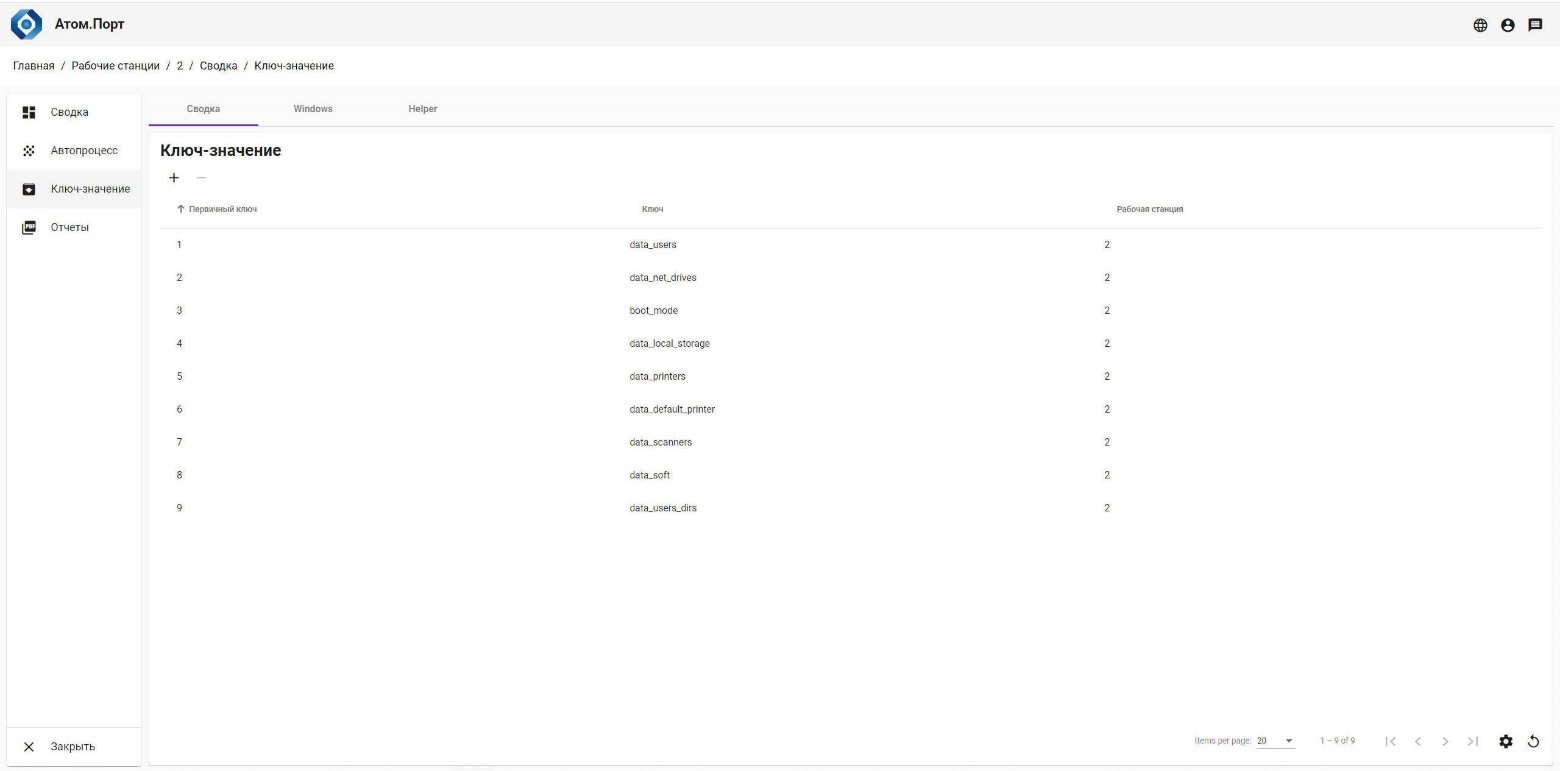 Атом.Порт
Главная / Рабочие станции / 2 / Сводка / Ключ-значение
Сводка
Автопроцесс
Ключ-значение
PDF Отчеты
Закрыть
Сводка Windows Helper
Ключ-значение
Первичный ключ Ключ Рабочая станция
1 data_users 2
2 data_net_drives 2
3 boot_mode 2
4 data_local_storage 2
5 data_printers 2
6 data_default_printer 2
7 data_scanners 2
8 data_soft 2
9 data_users_dirs 2
Items per page: 20 1 – 9 of 9